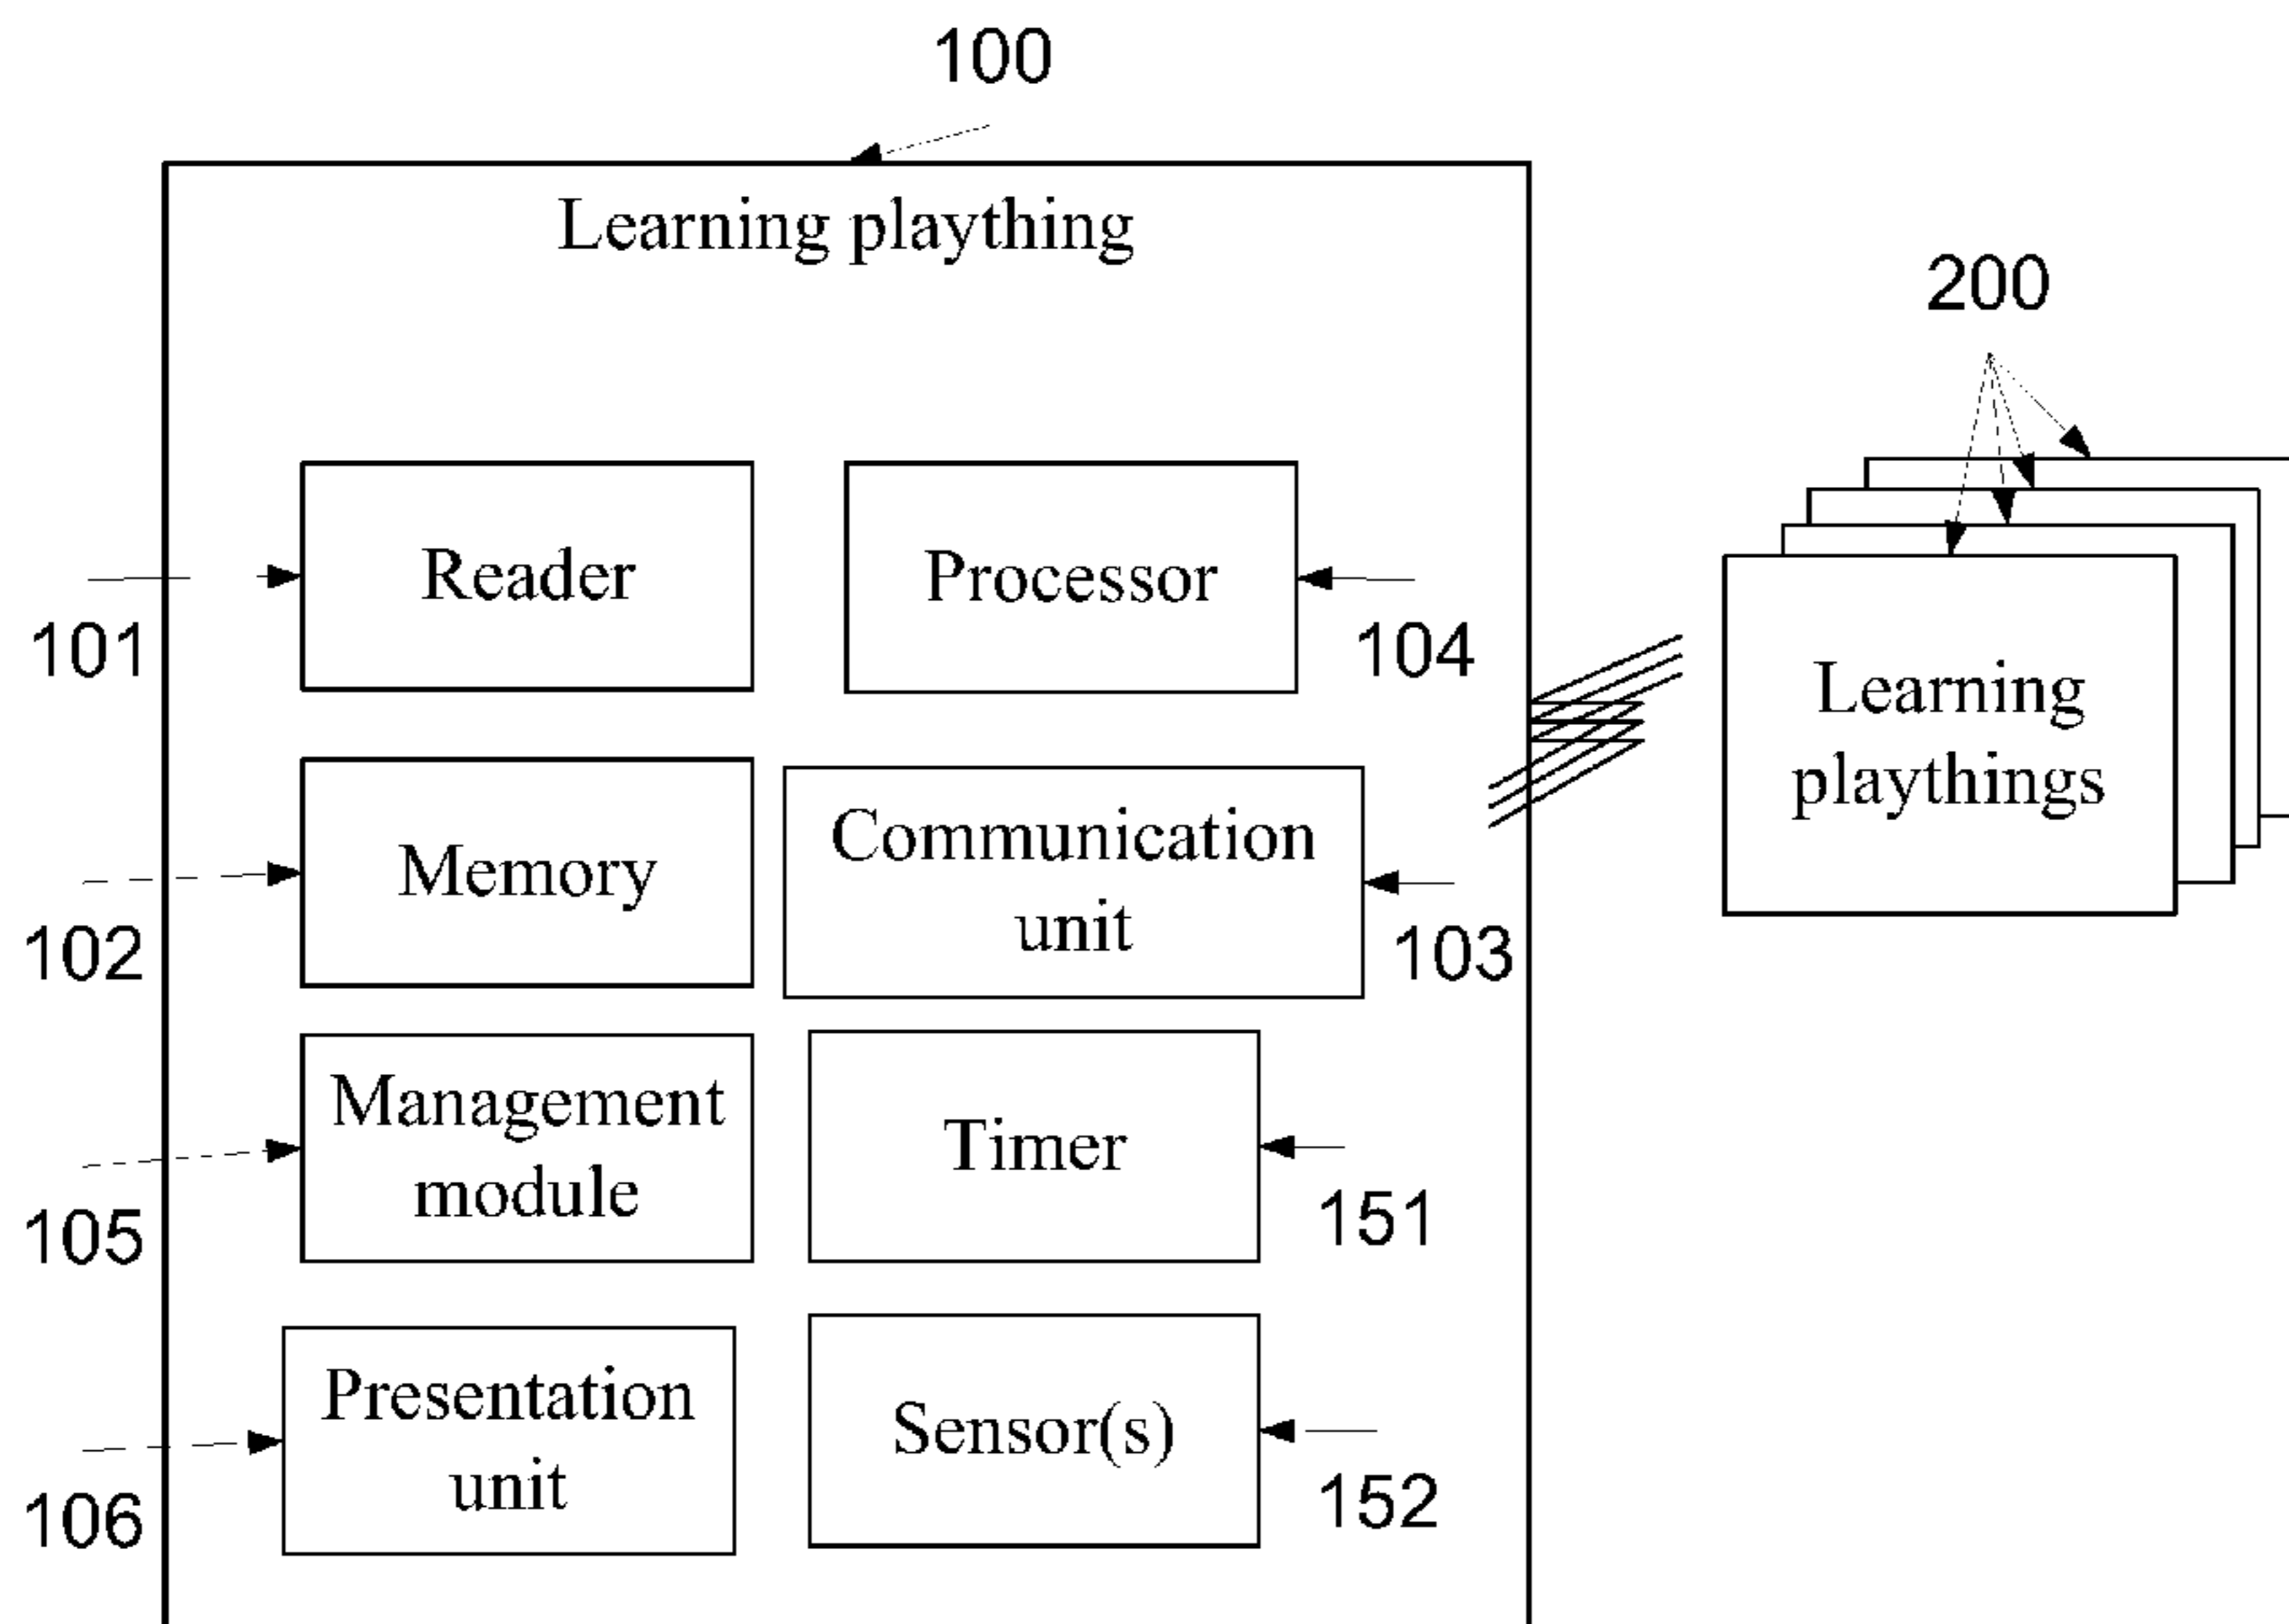 100
Learning plaything
200
Reader
Processor
101
104
Learning
playthings
Memory
Communication
unit
102
103
Management
module
Timer
105
151
Presentation
unit
Sensor(s)
106
152